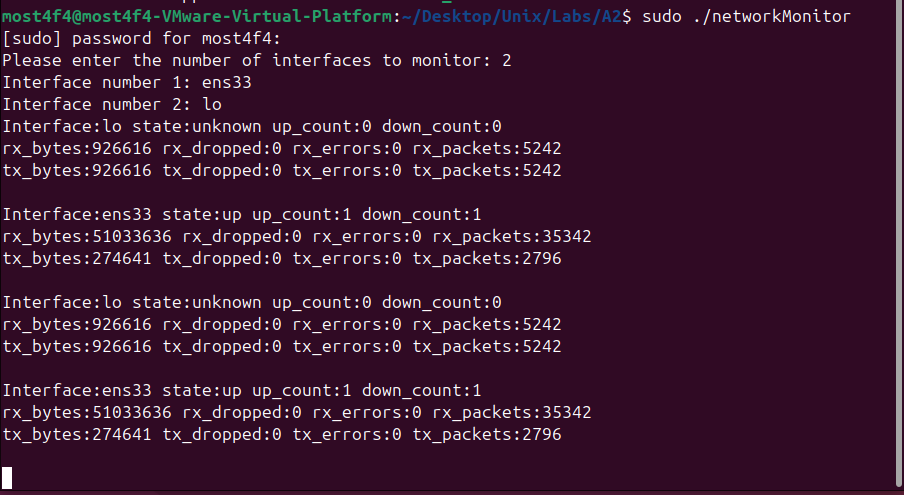 most4f4@most4f4-VMware-Virtual-Platform:~/Desktop/Unix/Labs/A2$ sudo ./networkMonitor
[sudo] password for most4f4:
Please enter the number of interfaces to monitor: 2
Interface number 1: ens33
Interface number 2: lo
Interface:lo state:unknown up_count:0 down_count:0
rx_bytes:926616 rx_dropped:0 rx_errors:0 rx_packets:5242
tx_bytes:926616 tx_dropped:0 tx_errors:0 tx_packets:5242

Interface:ens33 state:up up_count:1 down_count:1
rx_bytes:51033636 rx_dropped:0 rx_errors:0 rx_packets:35342
tx_bytes:274641 tx_dropped:0 tx_errors:0 tx_packets:2796

Interface:lo state:unknown up_count:0 down_count:0
rx_bytes:926616 rx_dropped:0 rx_errors:0 rx_packets:5242
tx_bytes:926616 tx_dropped:0 tx_errors:0 tx_packets:5242

Interface:ens33 state:up up_count:1 down_count:1
rx_bytes:51033636 rx_dropped:0 rx_errors:0 rx_packets:35342
tx_bytes:274641 tx_dropped:0 tx_errors:0 tx_packets:2796